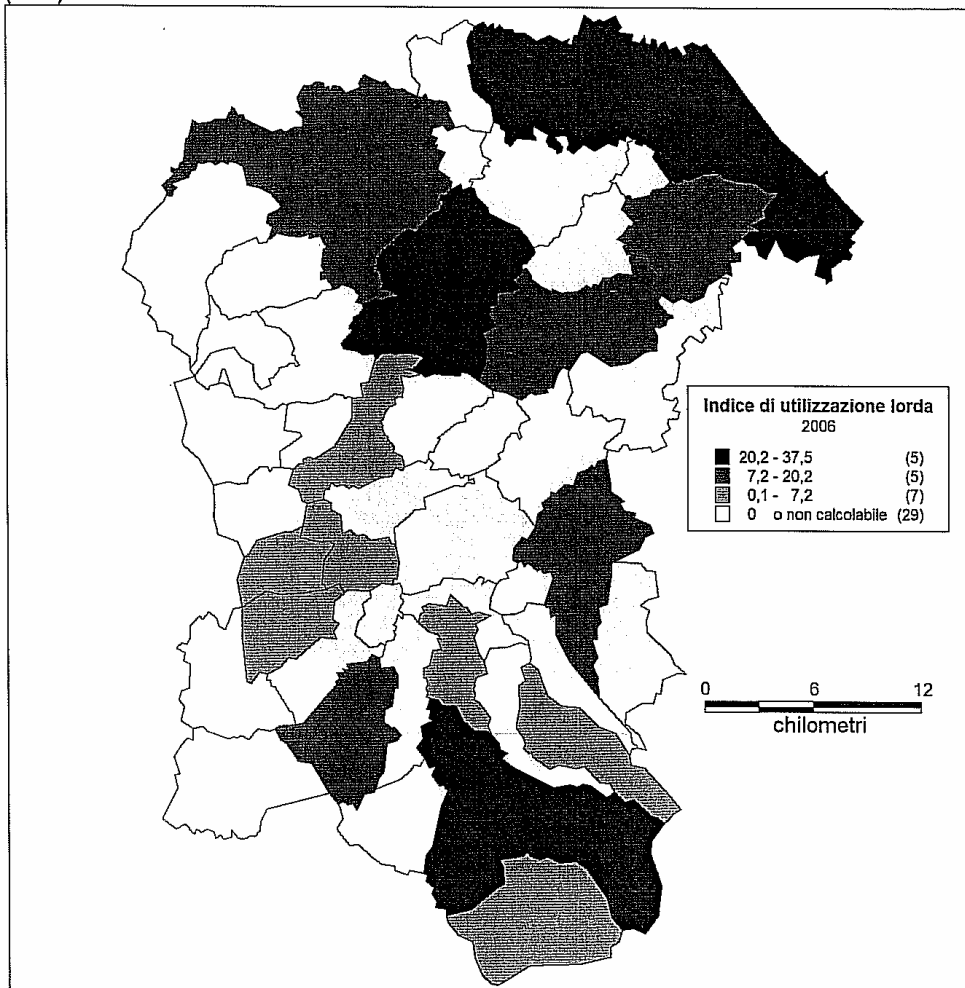 Indice di utilizzazione lorda
2006
20,2 - 37,5 (5)
7,2 - 20,2 (5)
0,1 - 7,2 (7)
0 o non calcolabile (29)
0 6 12
chilometri